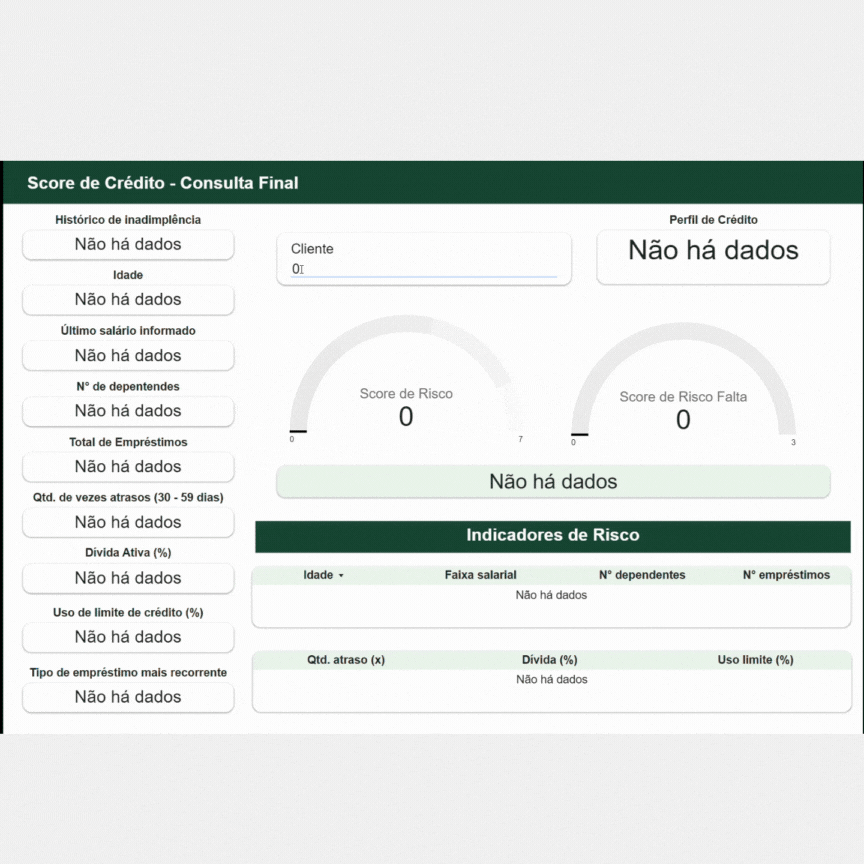 Score de Crédito - Consulta Final
Histórico de inadimplência
Não há dados
Idade
Não há dados
Último salário informado
Não há dados
N° de depentendes
Não há dados
Total de Empréstimos
Não há dados
Qtd. de vezes atrasos (30 - 59 dias)
Não há dados
Dívida Ativa (%)
Não há dados
Uso de limite de crédito (%)
Não há dados
Tipo de empréstimo mais recorrente
Não há dados
Cliente
0
Perfil de Crédito
Não há dados
Score de Risco
0
0 7
Score de Risco Falta
0
0 3
Não há dados
Indicadores de Risco
Idade Faixa salarial N° dependentes N° empréstimos
Não há dados
Qtd. atraso (x) Dívida (%) Uso limite (%)
Não há dados